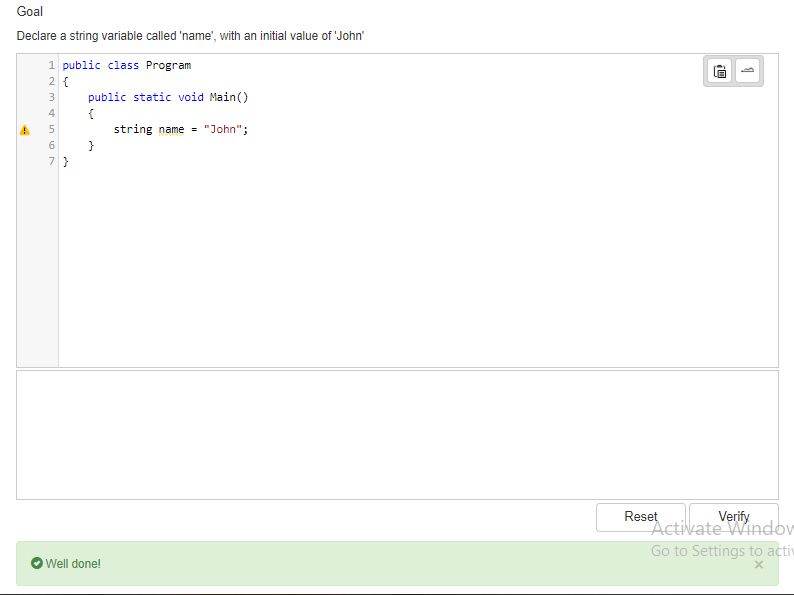 Goal
Declare a string variable called 'name', with an initial value of 'John'
1 public class Program
2 {
3     public static void Main()
4     {
5         string name = "John";
6     }
7 }
Reset Verify
Activate Window
Go to Settings to activ
Well done! ×